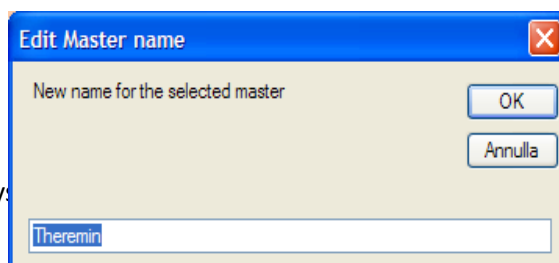 Edit Master name
New name for the selected master
OK
Annulla
Theremin